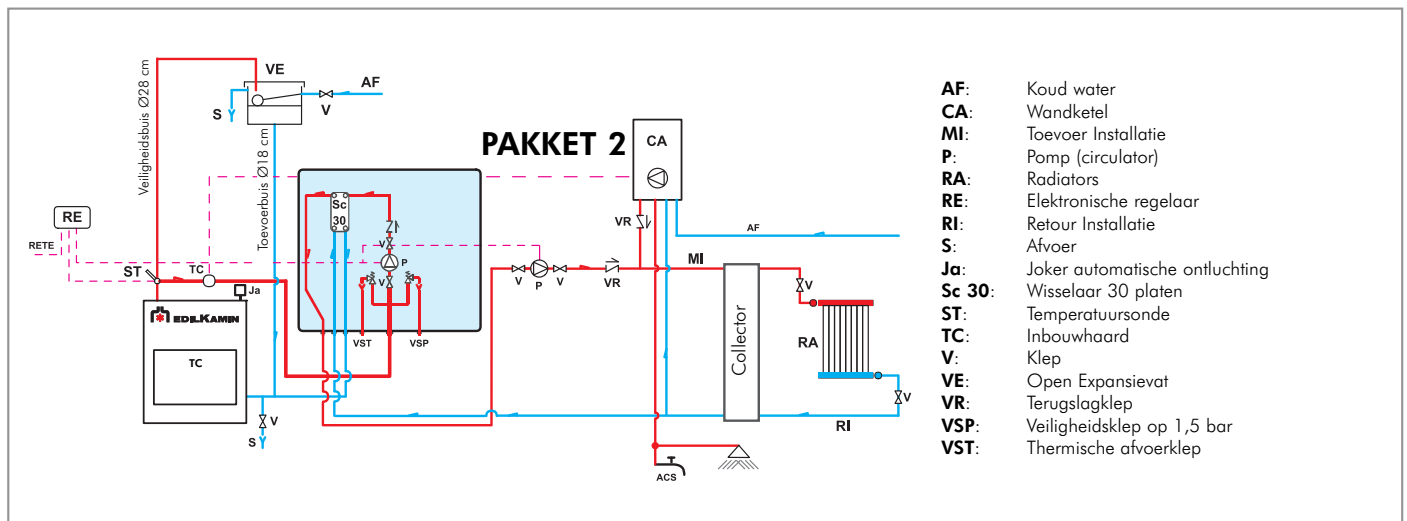 Veiligheidsbuis Ø28 cm
VE
AF
S
V
Toevoerbuis Ø18 cm
PAKKET 2
CA
Sc
30
RE
RETE
V
P
V
VR
AF
ST
TC
Ja
MI
V
P
V
VR
V
EDILKAMIN
TC
VST
VSP
Collector
RA
V
V
S
RI
ACS
AF: Koud water
CA: Wandketel
MI: Toevoer Installatie
P: Pomp (circulator)
RA: Radiators
RE: Elektronische regelaar
RI: Retour Installatie
S: Afvoer
Ja: Joker automatische ontluchting
Sc 30: Wisselaar 30 platen
ST: Temperatuursonde
TC: Inbouwhaard
V: Klep
VE: Open Expansievat
VR: Terugslagklep
VSP: Veiligheidsklep op 1,5 bar
VST: Thermische afvoerklep